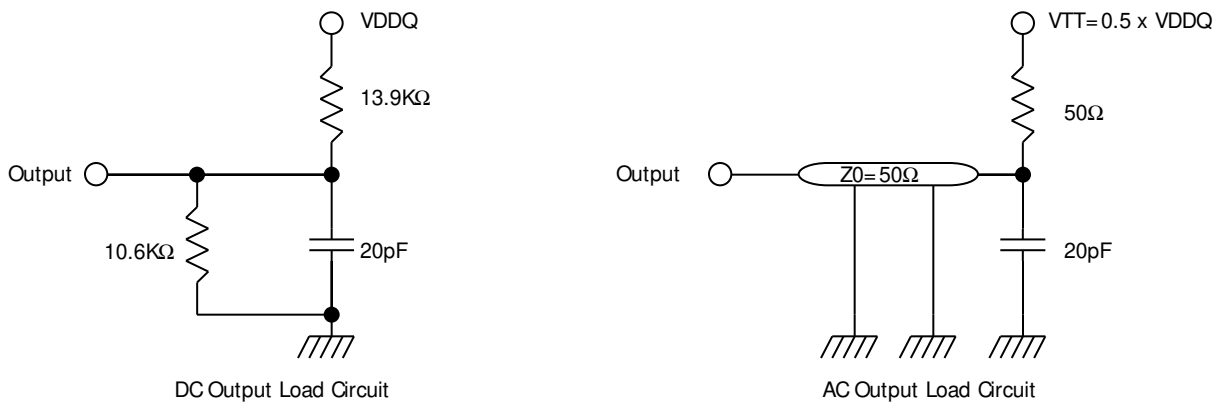 VDDQ
13.9KΩ
Output
10.6KΩ
20pF
DC Output Load Circuit
VTT=0.5 x VDDQ
50Ω
Output
Z0=50Ω
20pF
AC Output Load Circuit